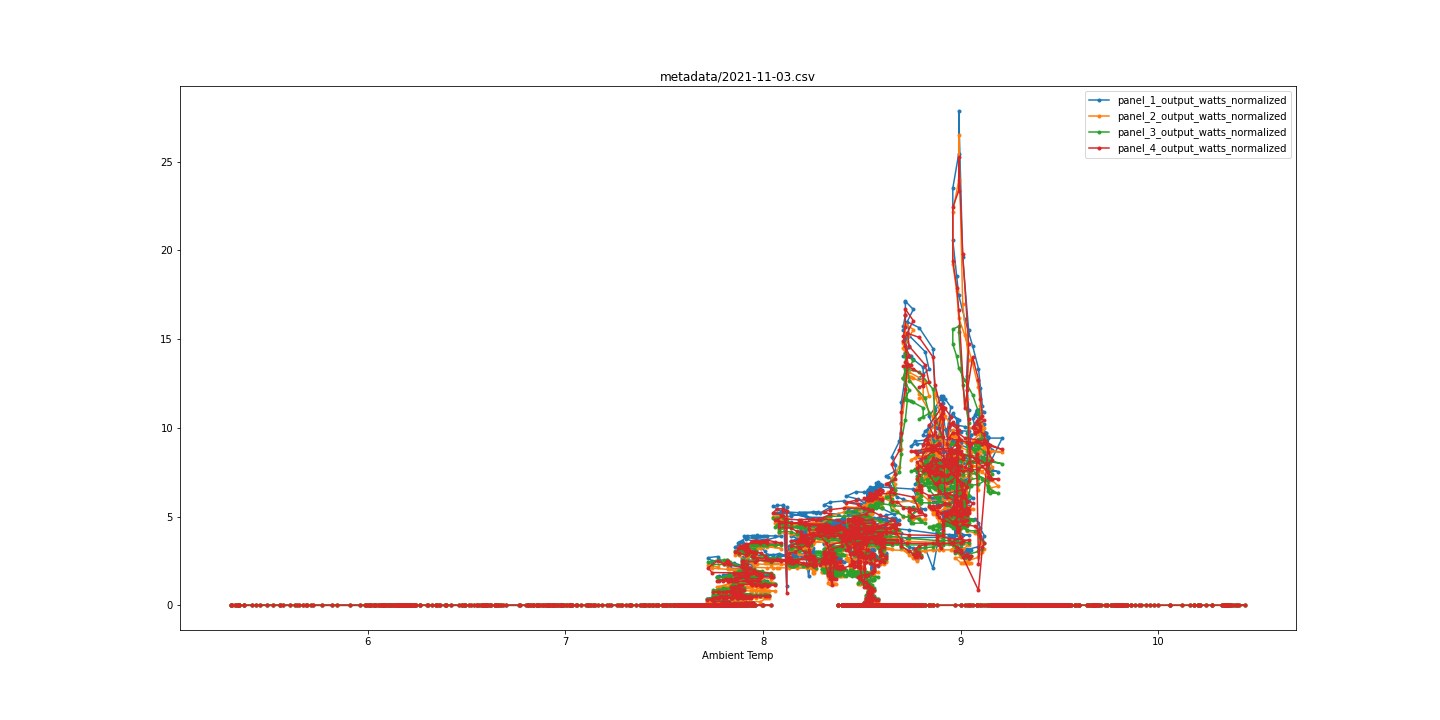 metadata/2021-11-03.csv
panel_1_output_watts_normalized
panel_2_output_watts_normalized
panel_3_output_watts_normalized
panel_4_output_watts_normalized
25
20
15
10
5
0
6 7 8 9 10
Ambient Temp